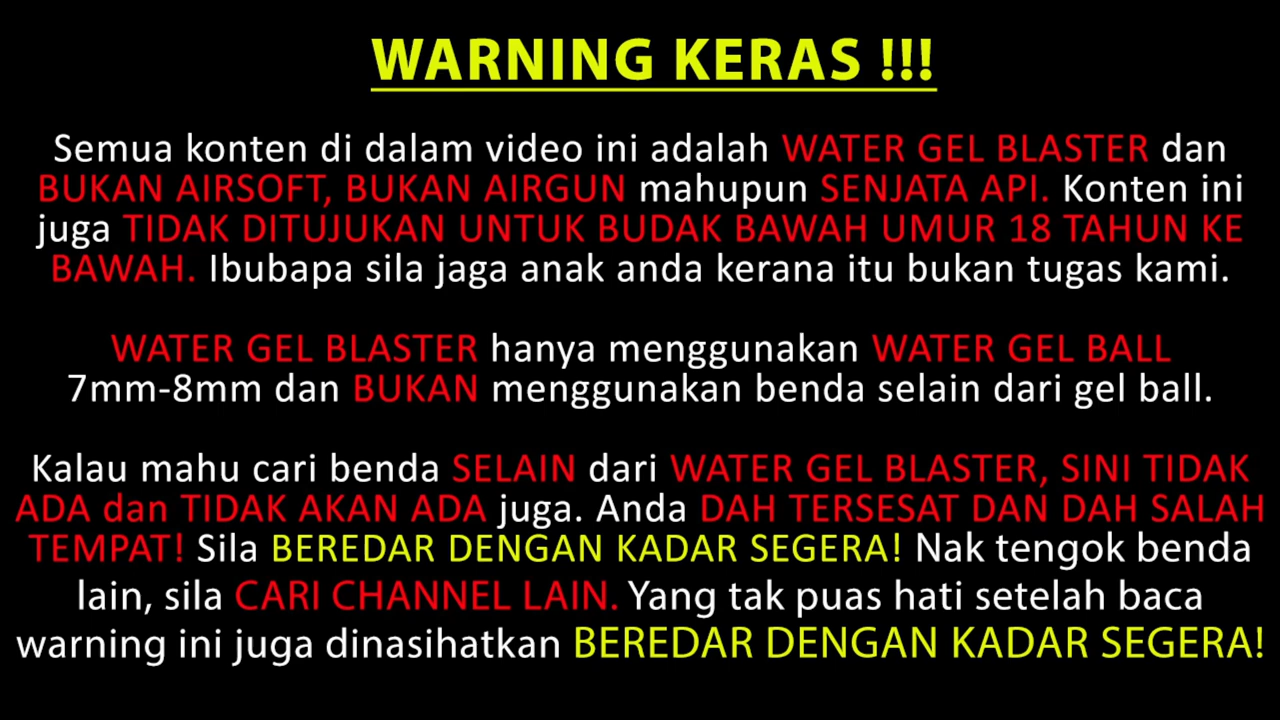 WARNING KERAS !!!
Semua konten di dalam video ini adalah WATER GEL BLASTER dan
BUKAN AIRSOFT, BUKAN AIRGUN mahupun SENJATA API. Konten ini
juga TIDAK DITUJUKAN UNTUK BUDAK BAWAH UMUR 18 TAHUN KE
BAWAH. Ibubapa sila jaga anak anda kerana itu bukan tugas kami.
WATER GEL BLASTER hanya menggunakan WATER GEL BALL
7mm-8mm dan BUKAN menggunakan benda selain dari gel ball.
Kalau mahu cari benda SELAIN dari WATER GEL BLASTER, SINI TIDAK
ADA dan TIDAK AKAN ADA juga. Anda DAH TERSESAT DAN DAH SALAH
TEMPAT! Sila BEREDAR DENGAN KADAR SEGERA! Nak tengok benda
lain, sila CARI CHANNEL LAIN. Yang tak puas hati setelah baca
warning ini juga dinasihatkan BEREDAR DENGAN KADAR SEGERA!